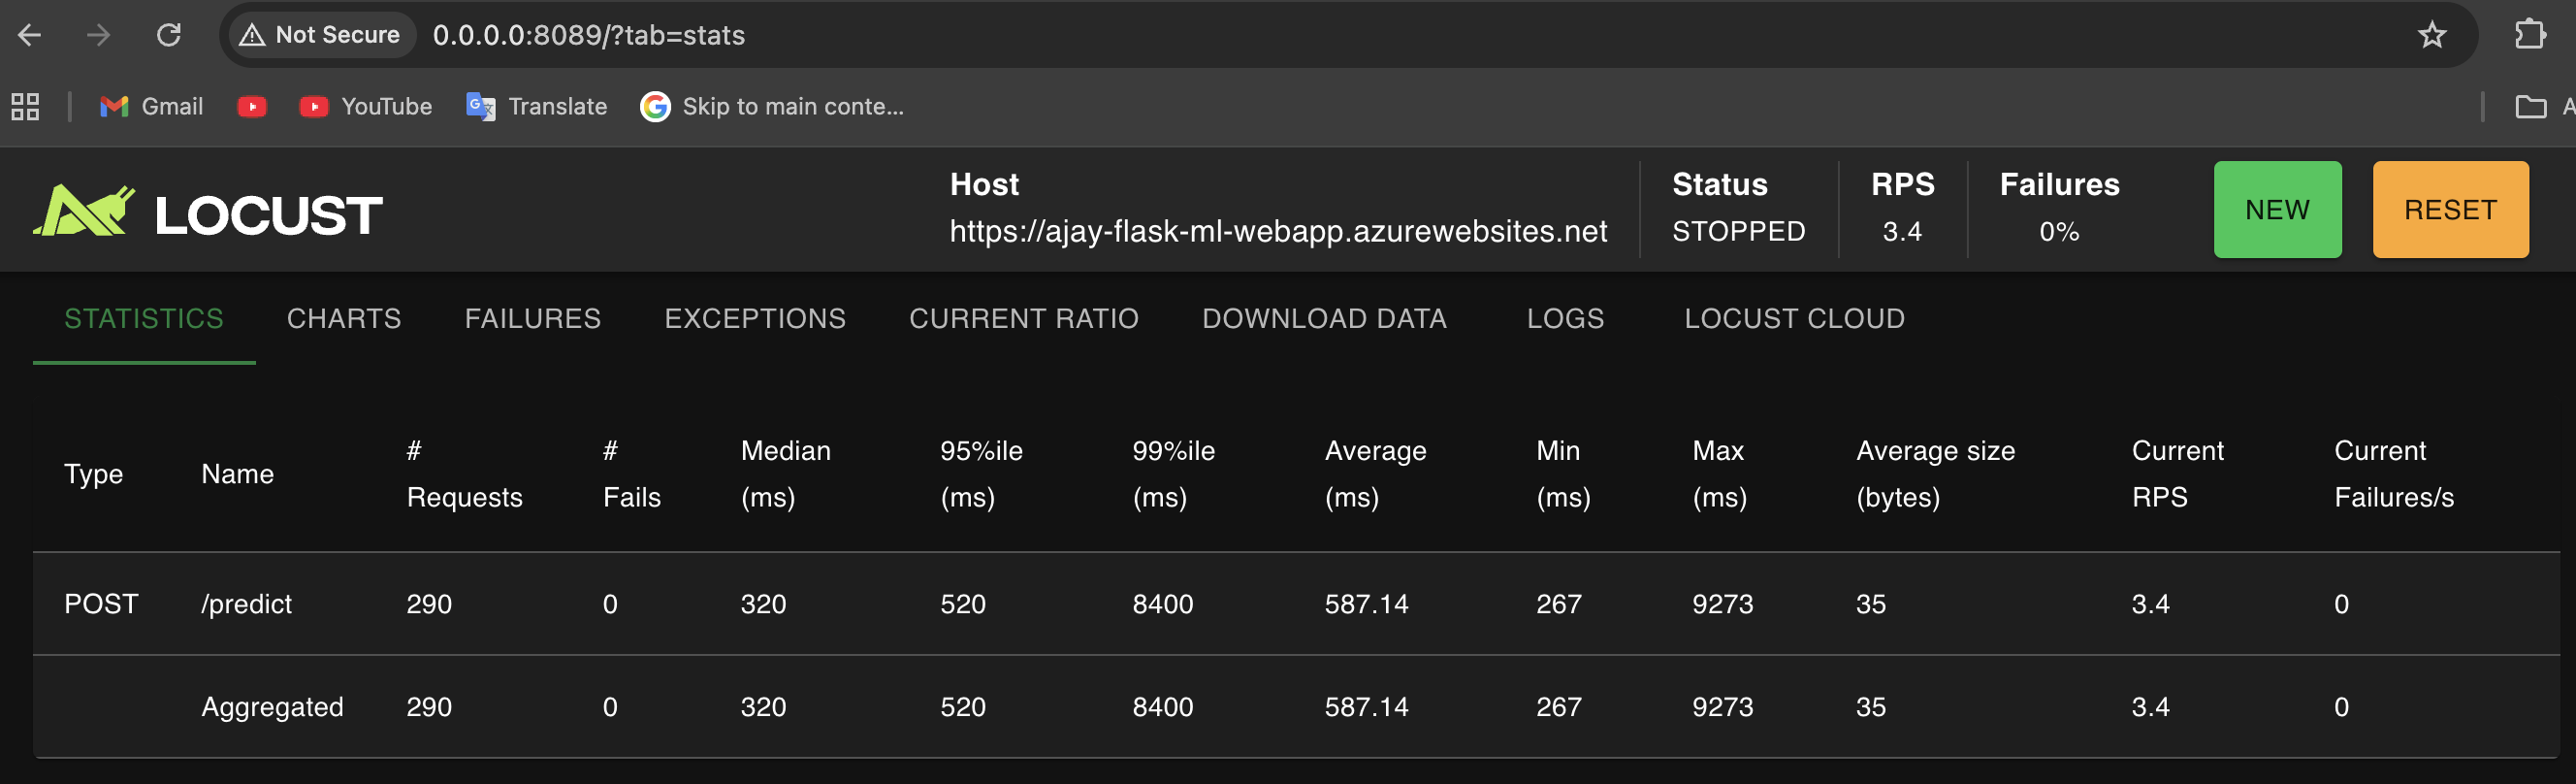 Not Secure 0.0.0.0:8089/?tab=stats
Gmail YouTube Translate Skip to main conte...
LOCUST
Host Status RPS Failures
https://ajay-flask-ml-webapp.azurewebsites.net STOPPED 3.4 0%
NEW RESET
STATISTICS CHARTS FAILURES EXCEPTIONS CURRENT RATIO DOWNLOAD DATA LOGS LOCUST CLOUD
Type Name # Requests # Fails Median (ms) 95%ile (ms) 99%ile (ms) Average (ms) Min (ms) Max (ms) Average size (bytes) Current RPS Current Failures/s
POST /predict 290 0 320 520 8400 587.14 267 9273 35 3.4 0
Aggregated 290 0 320 520 8400 587.14 267 9273 35 3.4 0